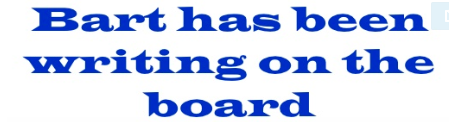 Bart has been
writing on the
board